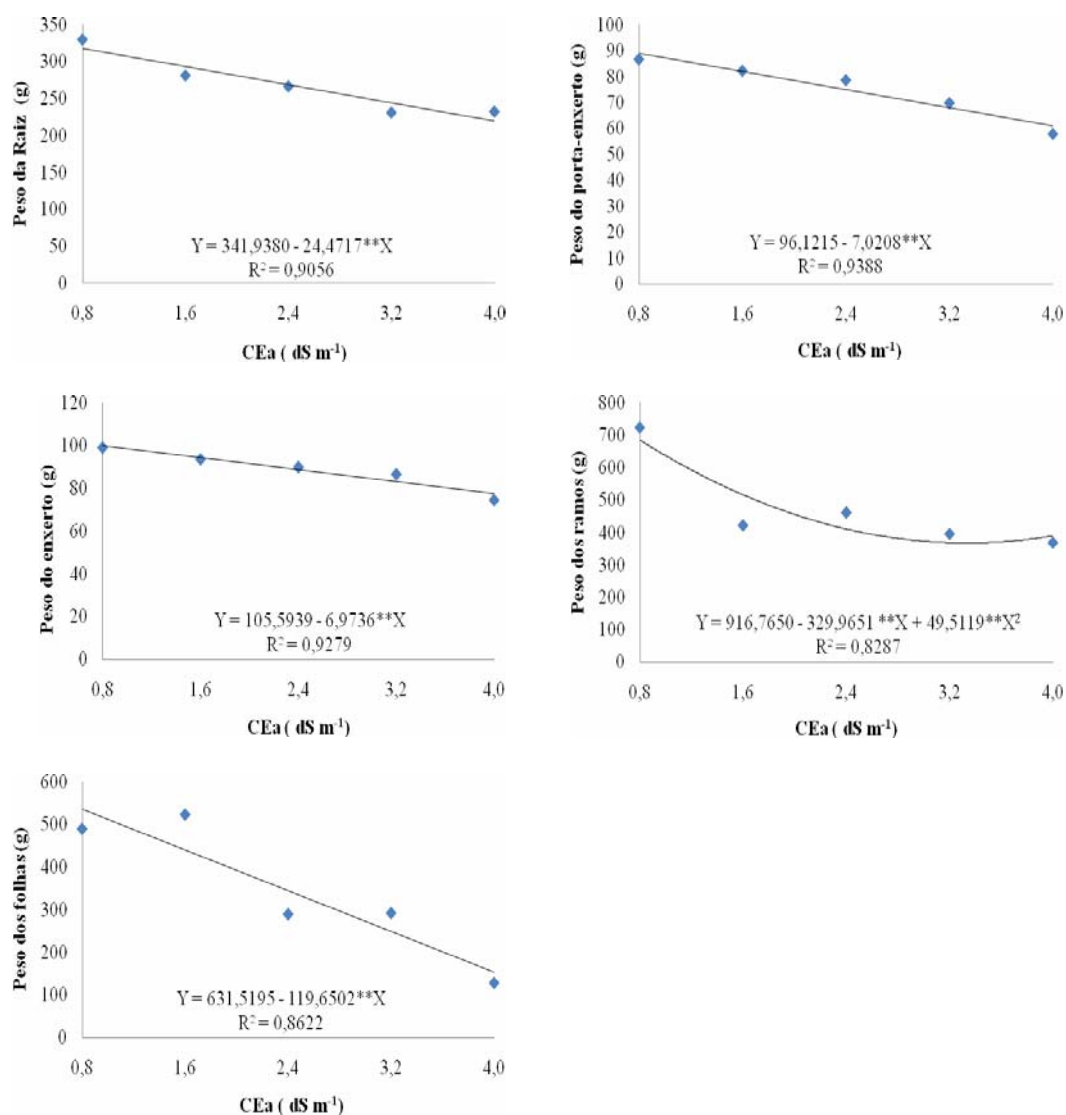 Peso da Raiz (g)
350
300
250
200
150
100
50
0
Y = 341,9380 - 24,4717**X
R² = 0,9056
0,8 1,6 2,4 3,2 4,0
CEa ( dS m⁻¹)
Peso do porta-enxerto (g)
100
90
80
70
60
50
40
30
20
10
0
Y = 96,1215 - 7,0208**X
R² = 0,9388
0,8 1,6 2,4 3,2 4,0
CEa ( dS m⁻¹)
Peso do enxerto (g)
120
100
80
60
40
20
0
Y = 105,5939 - 6,9736**X
R² = 0,9279
0,8 1,6 2,4 3,2 4,0
CEa ( dS m⁻¹)
Peso dos ramos (g)
800
700
600
500
400
300
200
100
0
Y = 916,7650 - 329,9651 **X + 49,5119**X²
R² = 0,8287
0,8 1,6 2,4 3,2 4,0
CEa ( dS m⁻¹)
Peso dos folhas (g)
600
500
400
300
200
100
0
Y = 631,5195 - 119,6502**X
R² = 0,8622
0,8 1,6 2,4 3,2 4,0
CEa ( dS m⁻¹)